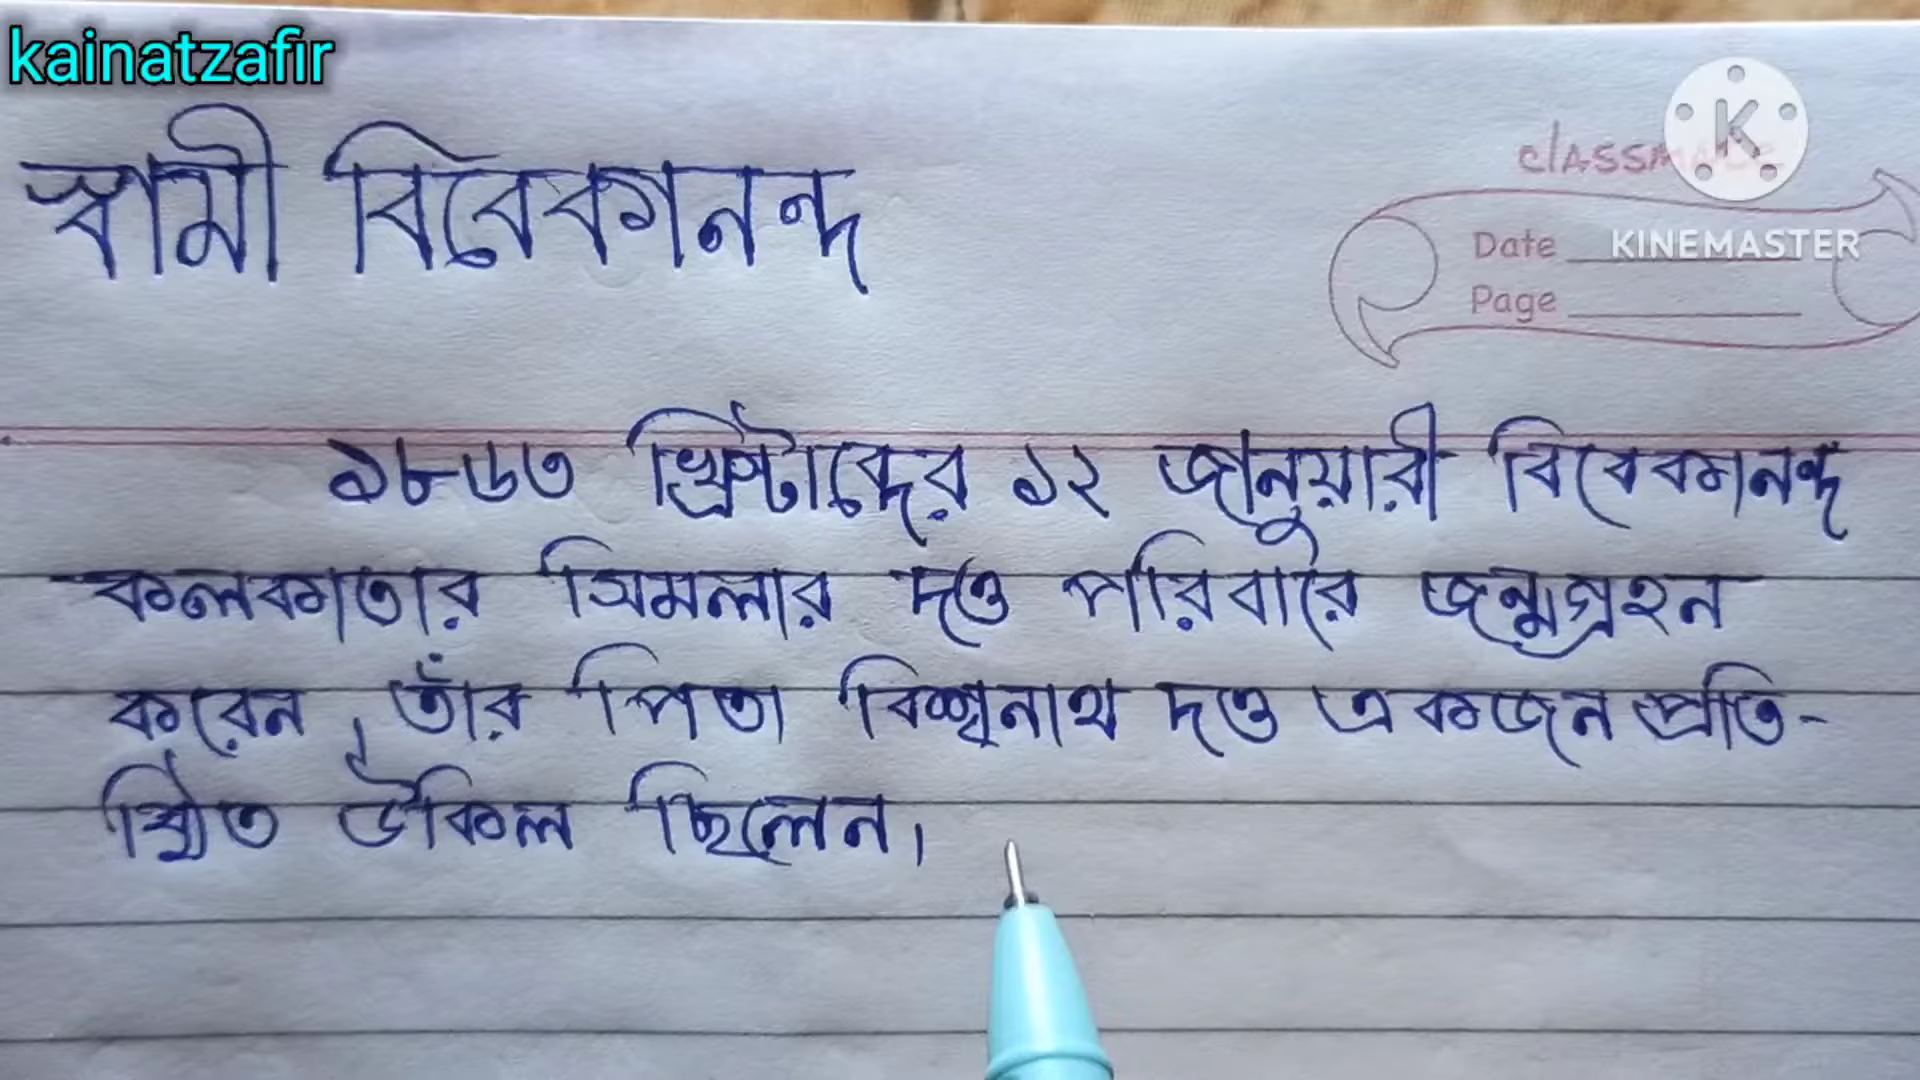 kainatzafir
স্বামী বিবেকানন্দ
classmate
Date
KINEMASTER
Page
১৮৬৩ খ্রিস্টাব্দের ১২ জানুয়ারী বিবেকানন্দ
কলকাতার সিমলার দত্ত পরিবারে জন্মগ্রহন
করেন, তাঁর পিতা বিশ্বনাথ দত্ত একজন প্রতি-
ষ্ঠিত উকিল ছিলেন।